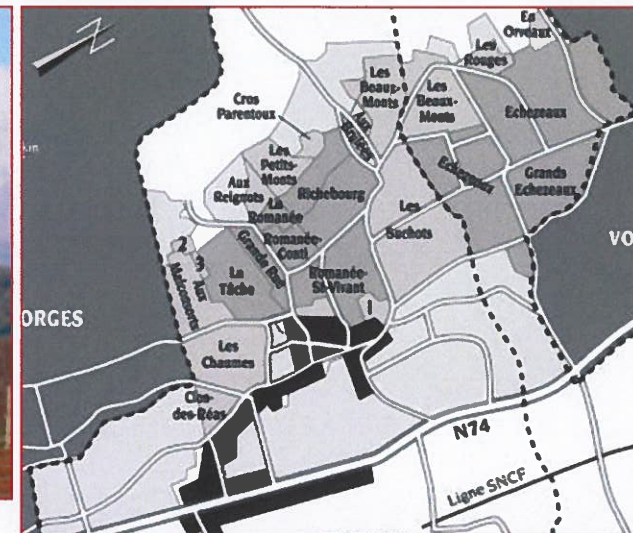 En
Orveaux
Les
Rouges
Les
Beaux-
Monts
Les
Beaux-
Monts
Echezeaux
Cros
Parentoux
Aux
Brûlées
km
Les
Petits-
Monts
Echezeaux
Grands
Echezeaux
Aux
Reignots
Richebourg
La
Romanée
Les
Suchots
Romanée-
Conti
Grande Rue
VO
Romanée-
St-Vivant
La
Tâche
Aux
Malconsorts
1
2
3
ORGES
Les
Chaumes
Clos-
des-Réas
N74
Ligne SNCF